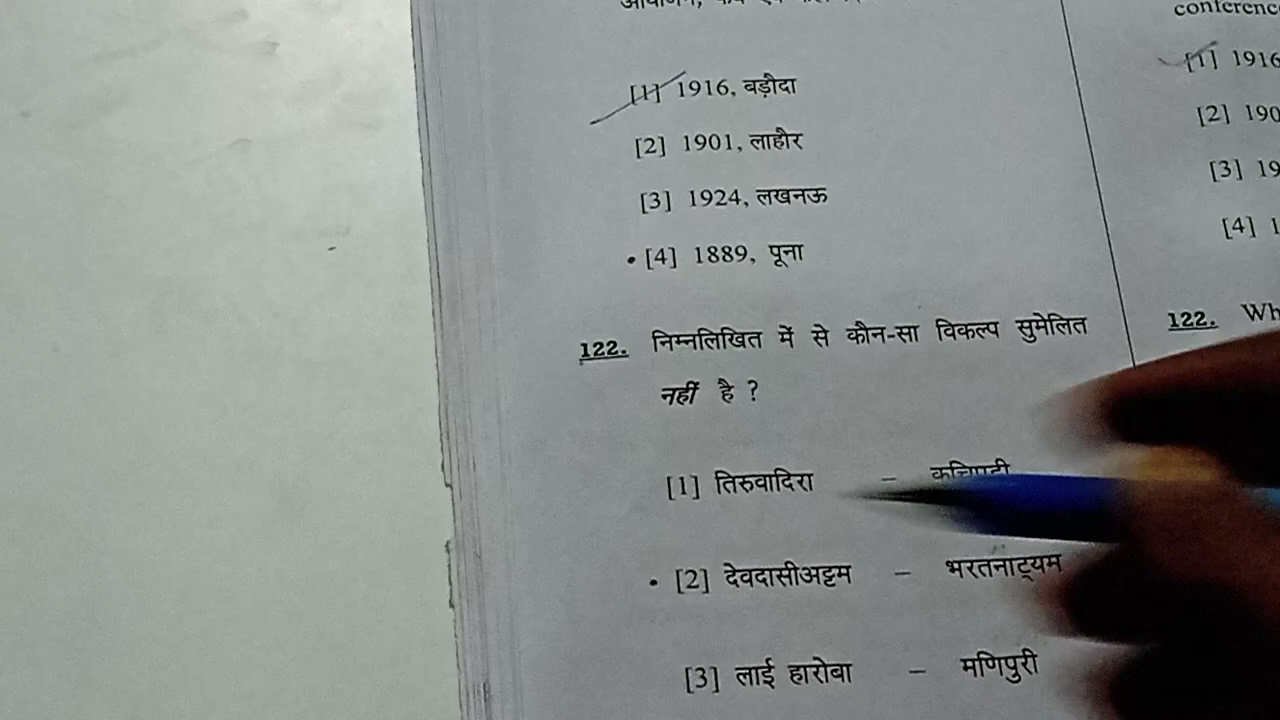 [1] 1916, बड़ौदा
[2] 1901, लाहौर
[3] 1924, लखनऊ
• [4] 1889, पूना
122. निम्नलिखित में से कौन-सा विकल्प सुमेलित
नहीं है ?
[1] तिरुवादिरा –
• [2] देवदासीअट्टम – भरतनाट्यम
[3] लाई हारोबा – मणिपुरी
conferenc
[1] 1916
[2] 190
[3] 19
[4] 1
122. Wh